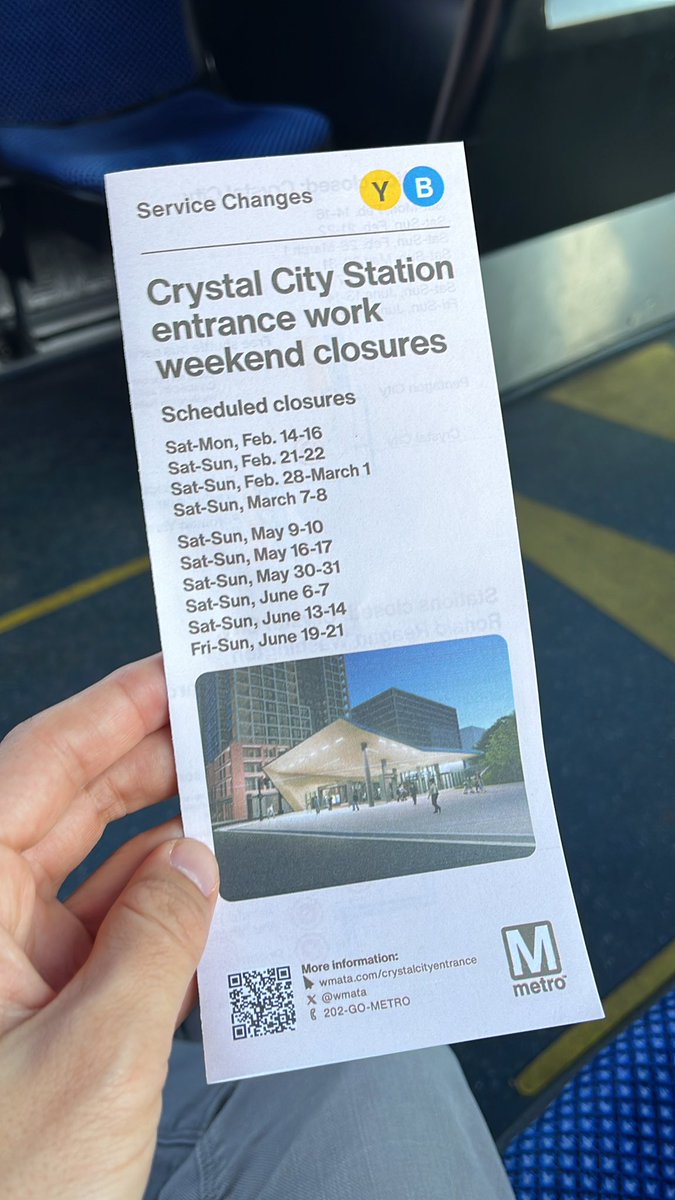 Service Changes
Y B
Crystal City Station
entrance work
weekend closures
Scheduled closures
Sat-Mon, Feb. 14-16
Sat-Sun, Feb. 21-22
Sat-Sun, Feb. 28-March 1
Sat-Sun, March 7-8
Sat-Sun, May 9-10
Sat-Sun, May 16-17
Sat-Sun, May 30-31
Sat-Sun, June 6-7
Sat-Sun, June 13-14
Fri-Sun, June 19-21
More information:
wmata.com/crystalcityentrance
@wmata
202-GO-METRO
M
metro